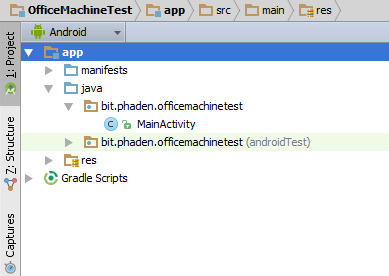 OfficeMachineTest app src main res
Android
app
manifests
java
bit.phaden.officemachinetest
MainActivity
bit.phaden.officemachinetest (androidTest)
res
Gradle Scripts
1: Project
Z: Structure
Captures